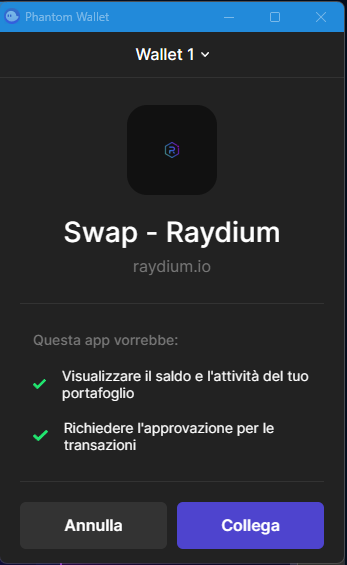 Phantom Wallet
Wallet 1
Swap - Raydium
raydium.io
Questa app vorrebbe:
Visualizzare il saldo e l'attività del tuo
portafoglio
Richiedere l'approvazione per le
transazioni
Annulla
Collega